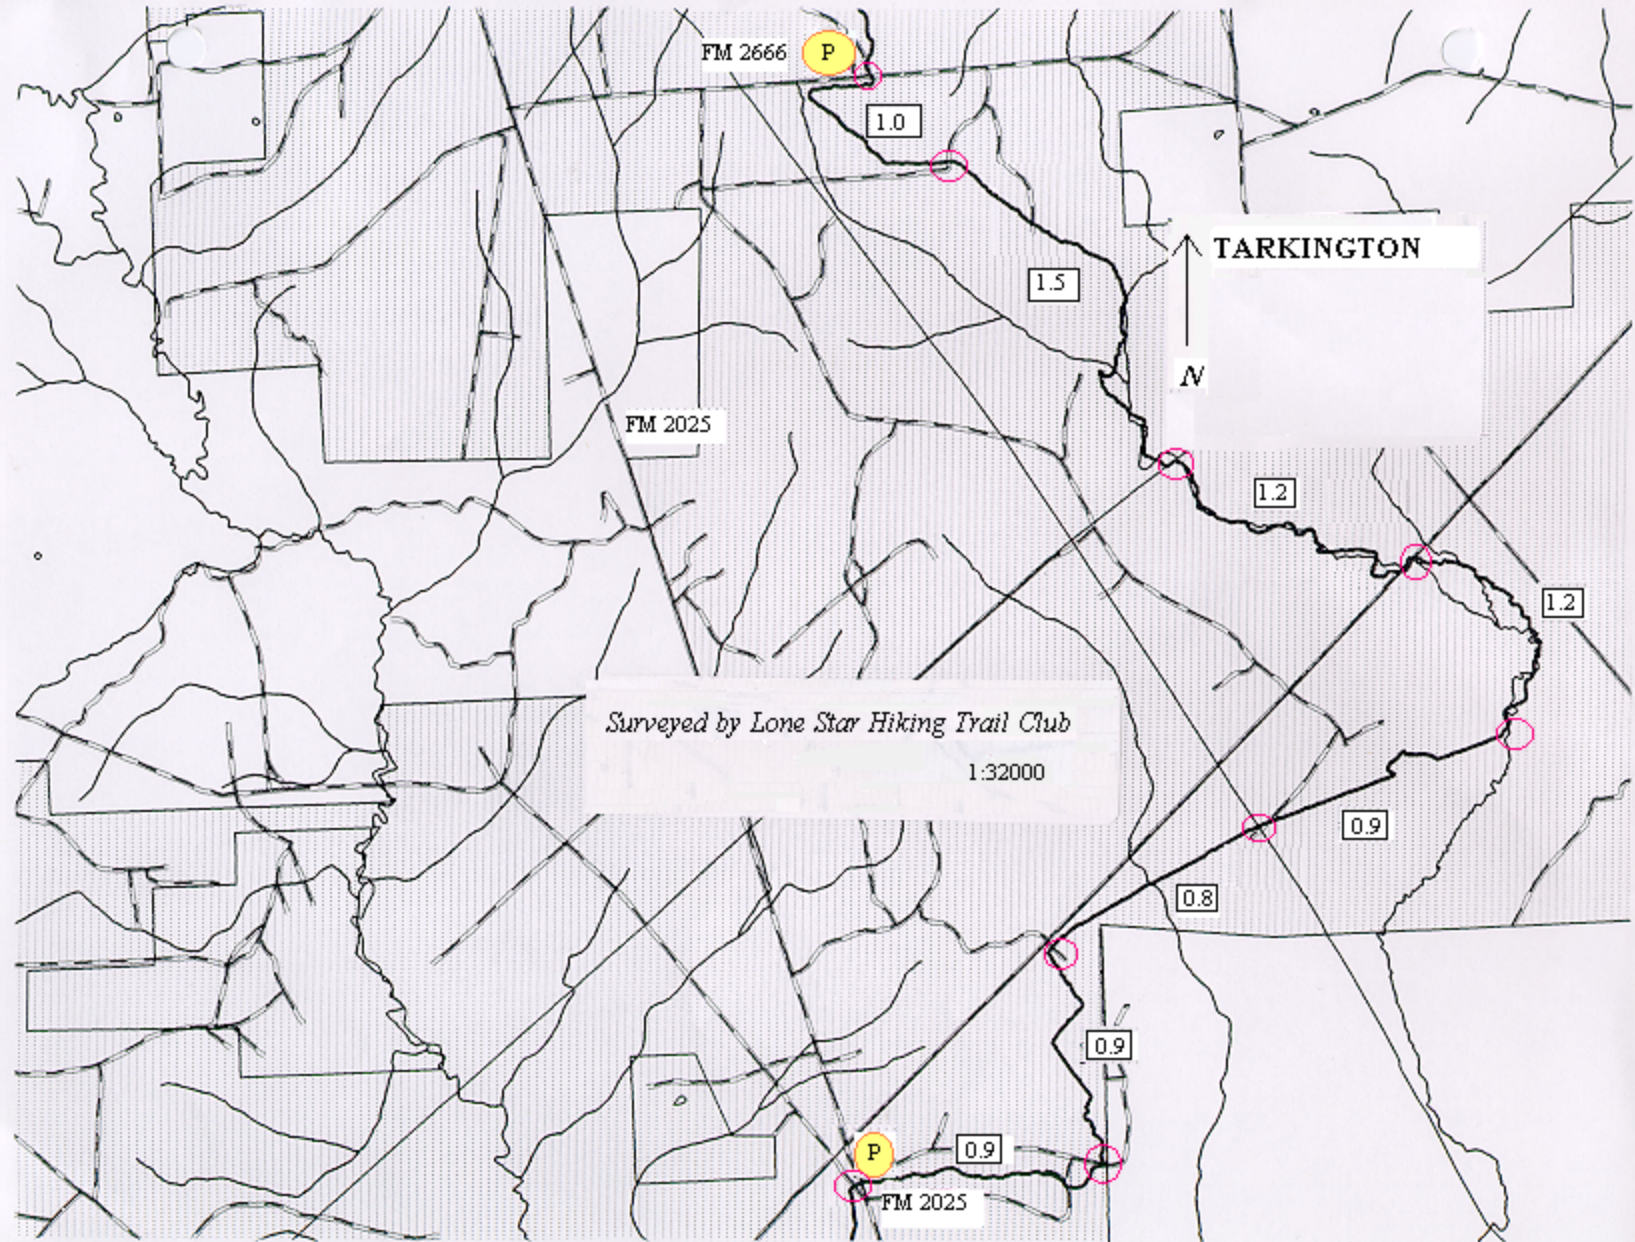 FM 2666
P
1.0
TARKINGTON
1.5
N
FM 2025
1.2
1.2
Surveyed by Lone Star Hiking Trail Club
1:32000
0.9
0.8
0.9
0.9
P
FM 2025